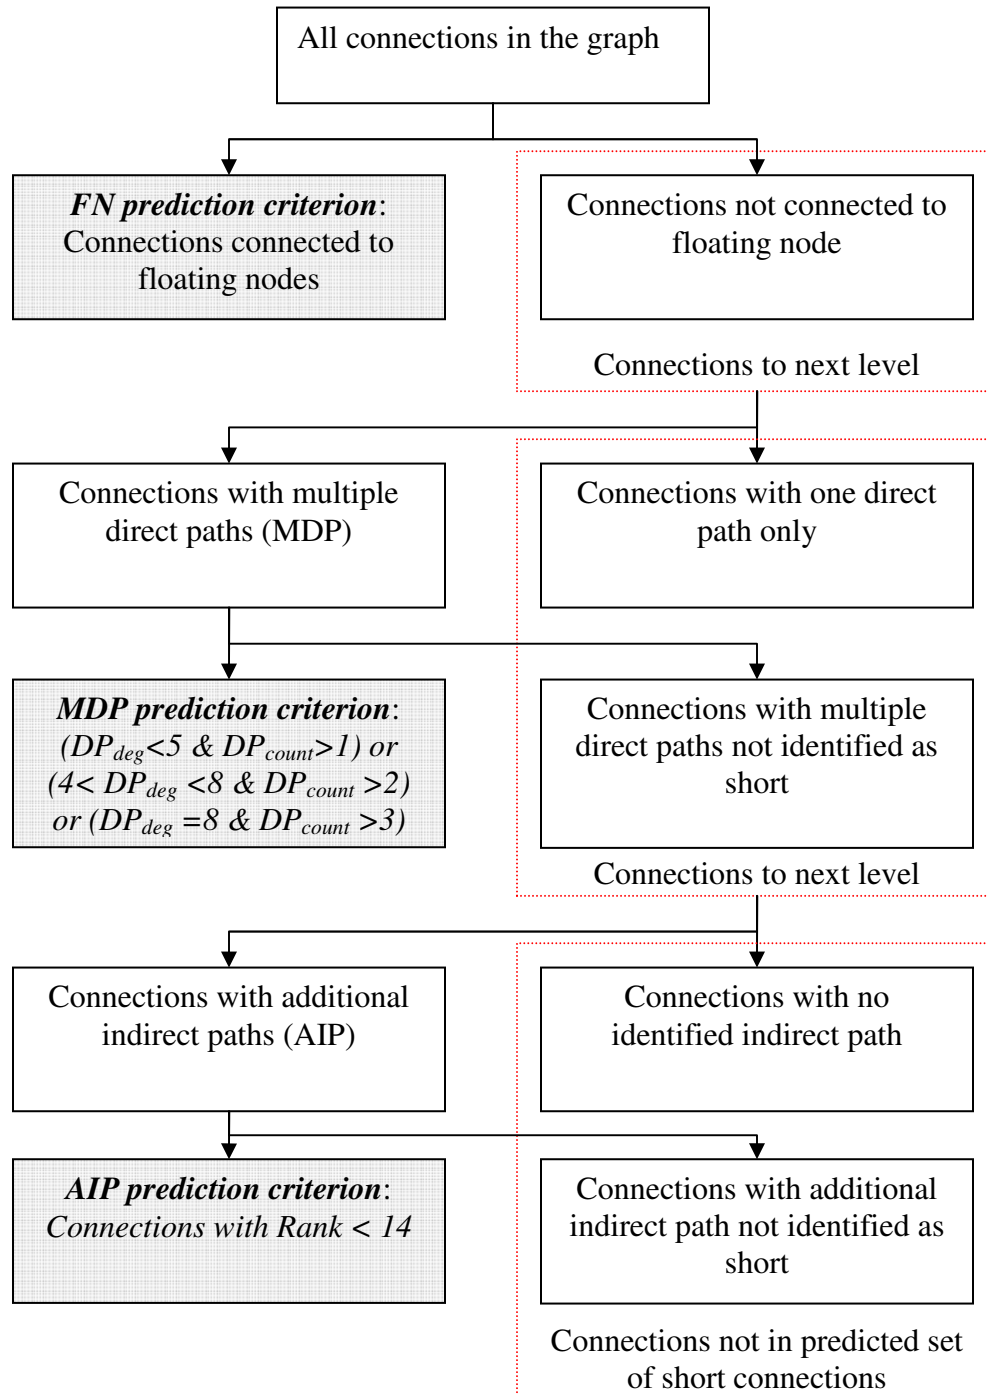 All connections in the graph
FN prediction criterion:
Connections connected to
floating nodes
Connections not connected to
floating node
Connections to next level
Connections with multiple
direct paths (MDP)
Connections with one direct
path only
MDP prediction criterion:
(DPdeg<5 & DPcount>1) or
(4< DPdeg <8 & DPcount >2)
or (DPdeg =8 & DPcount >3)
Connections with multiple
direct paths not identified as
short
Connections to next level
Connections with additional
indirect paths (AIP)
Connections with no
identified indirect path
AIP prediction criterion:
Connections with Rank < 14
Connections with additional
indirect path not identified as
short
Connections not in predicted set
of short connections